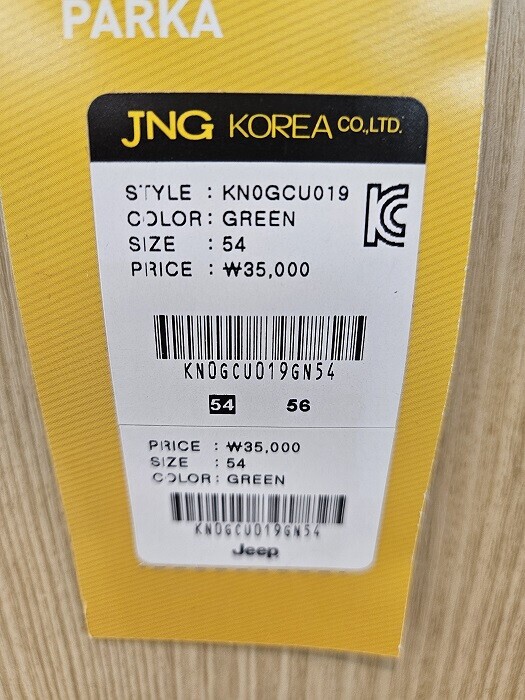 PARKA
JNG KOREA CO.,LTD.
STYLE : KN0GCU019
COLOR : GREEN
SIZE : 54
PRICE : ₩35,000
KN0GCU019GN54
54 56
PRICE : ₩35,000
SIZE : 54
COLOR : GREEN
KN0GCU019GN54
Jeep